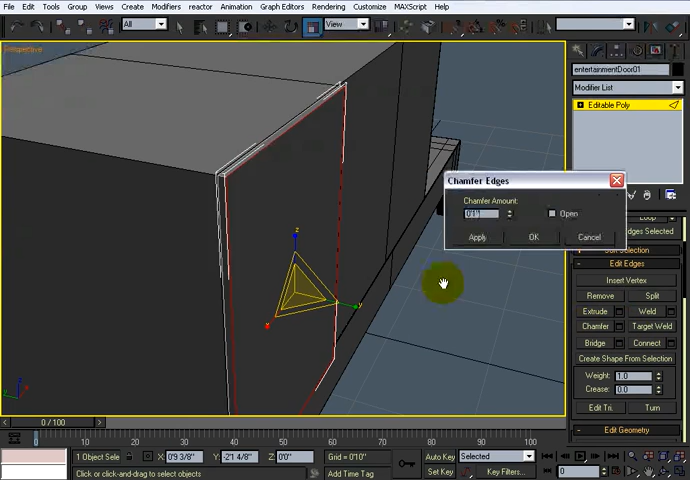 File Edit Tools Group Views Create Modifiers reactor Animation Graph Editors Rendering Customize MAXScript Help
All View
Perspective
entertainmentDoor01
Modifier List
Editable Poly
Chamfer Edges
Chamfer Amount:
Open
Apply OK Cancel
Loop
Edges Selected
Soft Selection
Edit Edges
Insert Vertex
Remove Split
Extrude Weld
Chamfer Target Weld
Bridge Connect
Create Shape From Selection
Weight: 1.0
Crease: 0.0
Edit Tri. Turn
Edit Geometry
z
y
x
0 / 100
0 10 20 30 40 50 60 70 80 90 100
1 Object Sele X: 0'9 3/8" Y: -2'1 4/8" Z: 0'0" Grid = 0'10" Auto Key Selected
Click or click-and-drag to select objects Add Time Tag Set Key Key Filters... 0